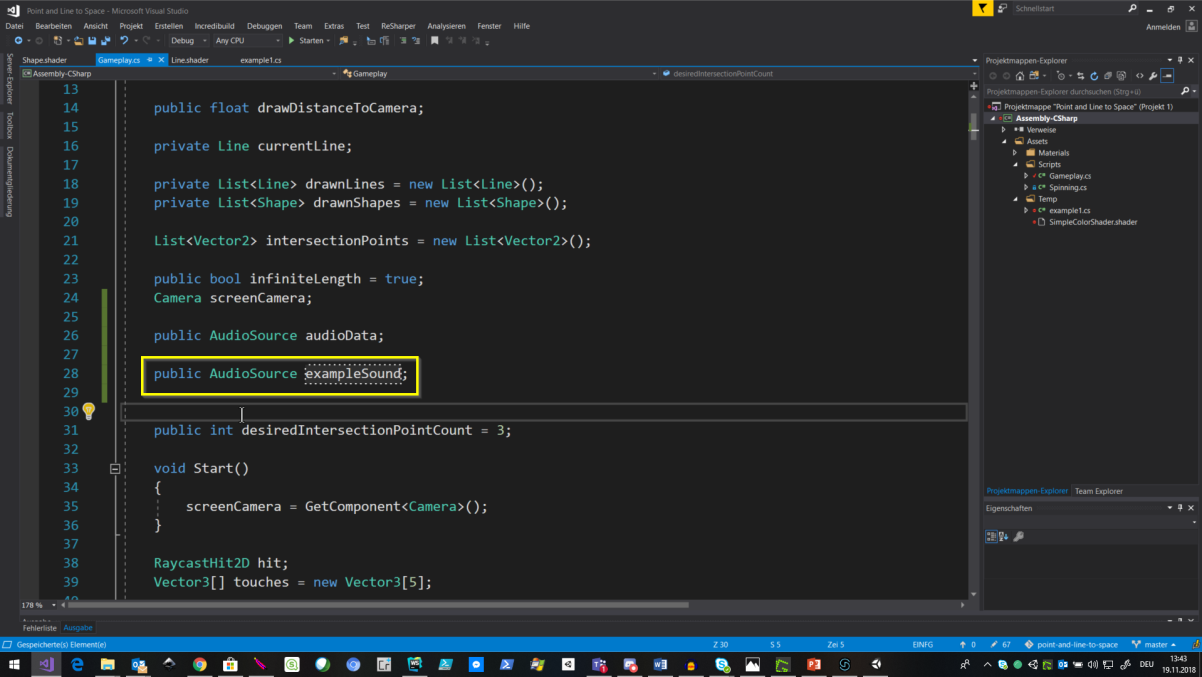 Point and Line to Space - Microsoft Visual Studio
Schnellstart
Datei Bearbeiten Ansicht Projekt Erstellen Incredibuild Debuggen Team Extras Test ReSharper Analysieren Fenster Hilfe
Anmelden
Debug Any CPU Starten
Shape.shader Gameplay.cs Line.shader example1.cs
Assembly-CSharp Gameplay desiredIntersectionPointCount
Server-Explorer
Toolbox
Dokumentgliederung
13
14 public float drawDistanceToCamera;
15
16 private Line currentLine;
17
18 private List<Line> drawnLines = new List<Line>();
19 private List<Shape> drawnShapes = new List<Shape>();
20
21 List<Vector2> intersectionPoints = new List<Vector2>();
22
23 public bool infiniteLength = true;
24 Camera screenCamera;
25
26 public AudioSource audioData;
27
28 public AudioSource exampleSound;
29
30
31 public int desiredIntersectionPointCount = 3;
32
33 void Start()
34 {
35 screenCamera = GetComponent<Camera>();
36 }
37
38 RaycastHit2D hit;
39 Vector3[] touches = new Vector3[5];
178 %
Projektmappen-Explorer
Projektmappen-Explorer durchsuchen (Strg+ü)
Projektmappe "Point and Line to Space" (Projekt 1)
Assembly-CSharp
Verweise
Assets
Materials
Scripts
Gameplay.cs
Spinning.cs
Temp
example1.cs
SimpleColorShader.shader
Projektmappen-Explorer Team Explorer
Eigenschaften
Fehlerliste Ausgabe
Gespeicherte(s) Element(e) Z 30 S 5 Zei 5 EINFG 0 67 point-and-line-to-space master
DEU
13:43
19.11.2018